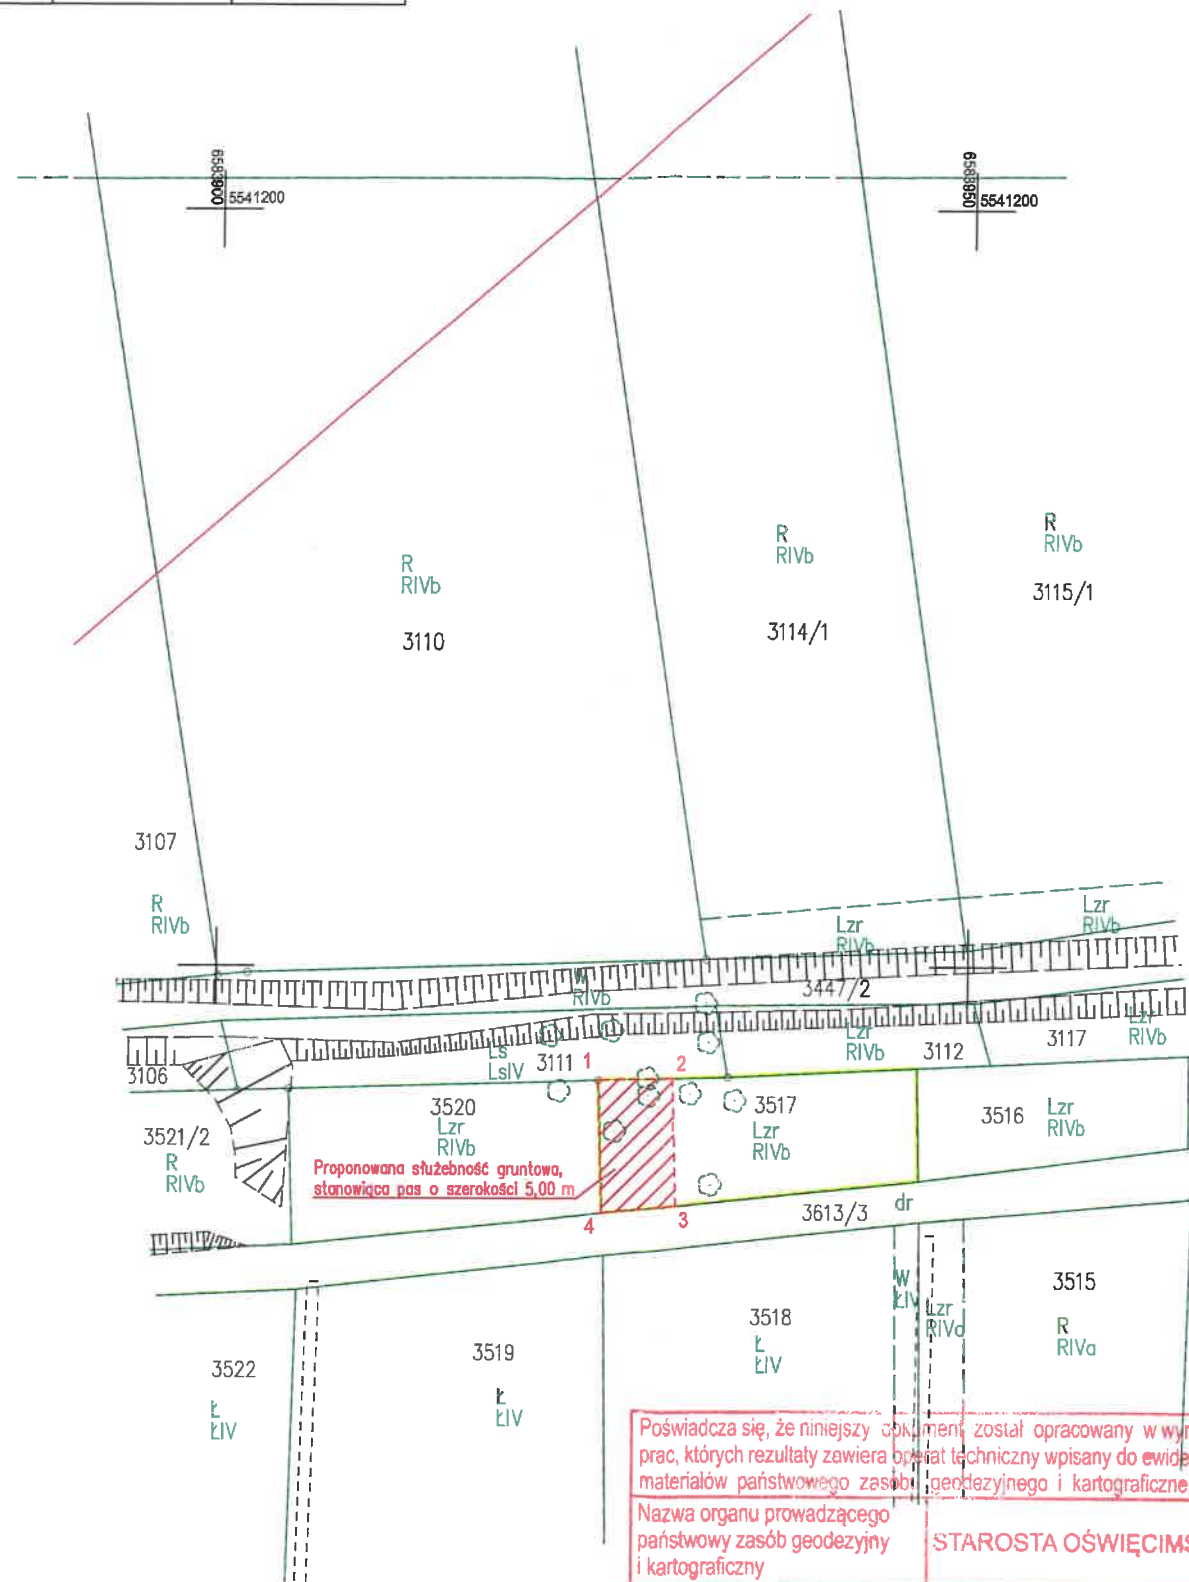 6583900
5541200
6583950
5541200
R
RIVb
3110
R
RIVb
3114/1
R
RIVb
3115/1
3107
R
RIVb
Lzr
RIVb
Lzr
RIVb
W
RIVb
3447/2
Lzr
RIVb
3117
Lzr
RIVb
3112
Ls
LsIV
3111
1
2
3106
3520
Lzr
RIVb
3517
Lzr
RIVb
3516
Lzr
RIVb
3521/2
R
RIVb
Proponowana służebność gruntowa,
stanowiąca pas o szerokości 5,00 m
4
3
3613/3
dr
W
ŁIV
Lzr
RIVa
3515
R
RIVa
3518
Ł
ŁIV
3519
Ł
ŁIV
3522
Ł
ŁIV
Poświadcza się, że niniejszy dokument został opracowany w wyn
prac, których rezultaty zawiera operat techniczny wpisany do ewide
materiałów państwowego zasobu geodezyjnego i kartograficzne
Nazwa organu prowadzącego
państwowy zasób geodezyjny
i kartograficzny
STAROSTA OŚWIĘCIMS